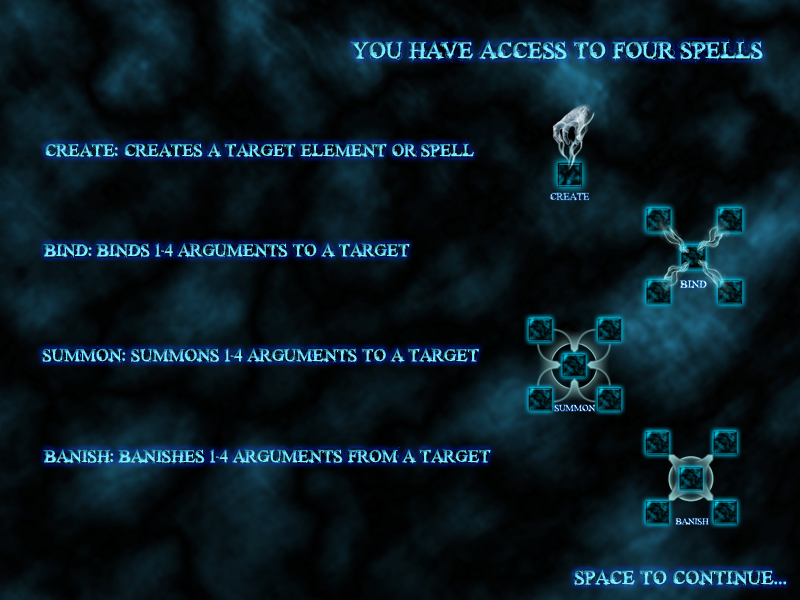 YOU HAVE ACCESS TO FOUR SPELLS
CREATE: CREATES A TARGET ELEMENT OR SPELL
CREATE
BIND: BINDS 1-4 ARGUMENTS TO A TARGET
BIND
SUMMON: SUMMONS 1-4 ARGUMENTS TO A TARGET
SUMMON
BANISH: BANISHES 1-4 ARGUMENTS FROM A TARGET
BANISH
SPACE TO CONTINUE...